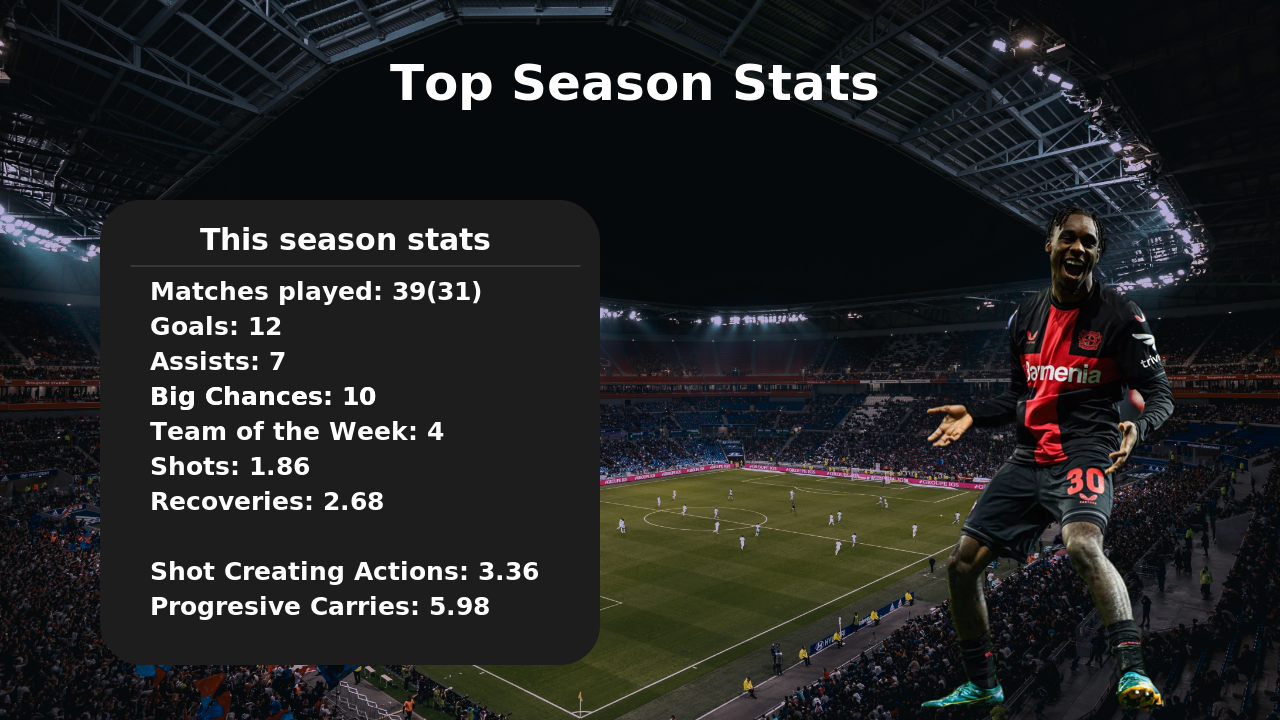 Top Season Stats
This season stats
Matches played: 39(31)
Goals: 12
Assists: 7
Big Chances: 10
Team of the Week: 4
Shots: 1.86
Recoveries: 2.68
Shot Creating Actions: 3.36
Progresive Carries: 5.98
30